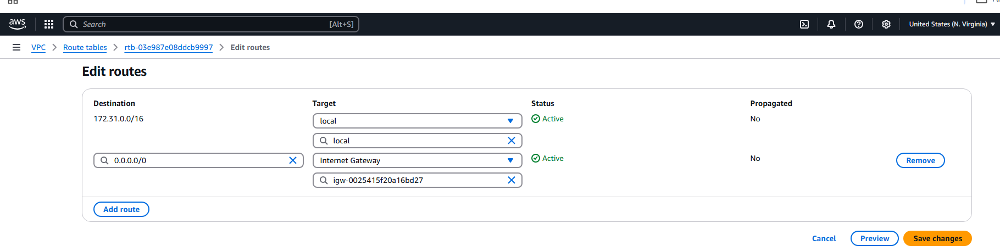 aws
Search [Alt+S] United States (N. Virginia)
VPC Route tables rtb-03e987e08ddcb9997 Edit routes
Edit routes
Destination Target Status Propagated
172.31.0.0/16 local Active No
local
0.0.0.0/0 Internet Gateway Active No Remove
igw-0025415f20a16bd27
Add route
Cancel Preview Save changes